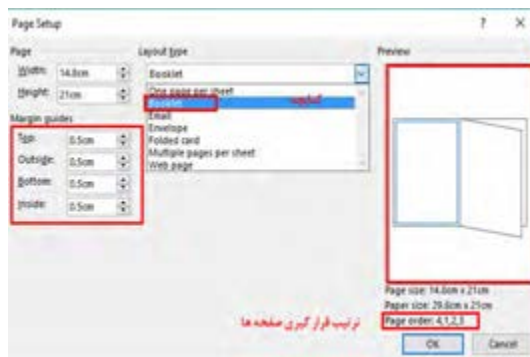 Page Setup
? ×
Page
Width: 14.8cm
Height: 21cm
Margin guides
Top: 0.5cm
Outside: 0.5cm
Bottom: 0.5cm
Inside: 0.5cm
Layout type
Booklet
One page per sheet
Booklet
Email
Envelope
Folded card
Multiple pages per sheet
Web page
Preview
Page size: 14.8cm x 21cm
Paper size: 29.6cm x 21cm
Page order: 4,1,2,3
ترتیب قرار گیری صفحه ها
OK
Cancel